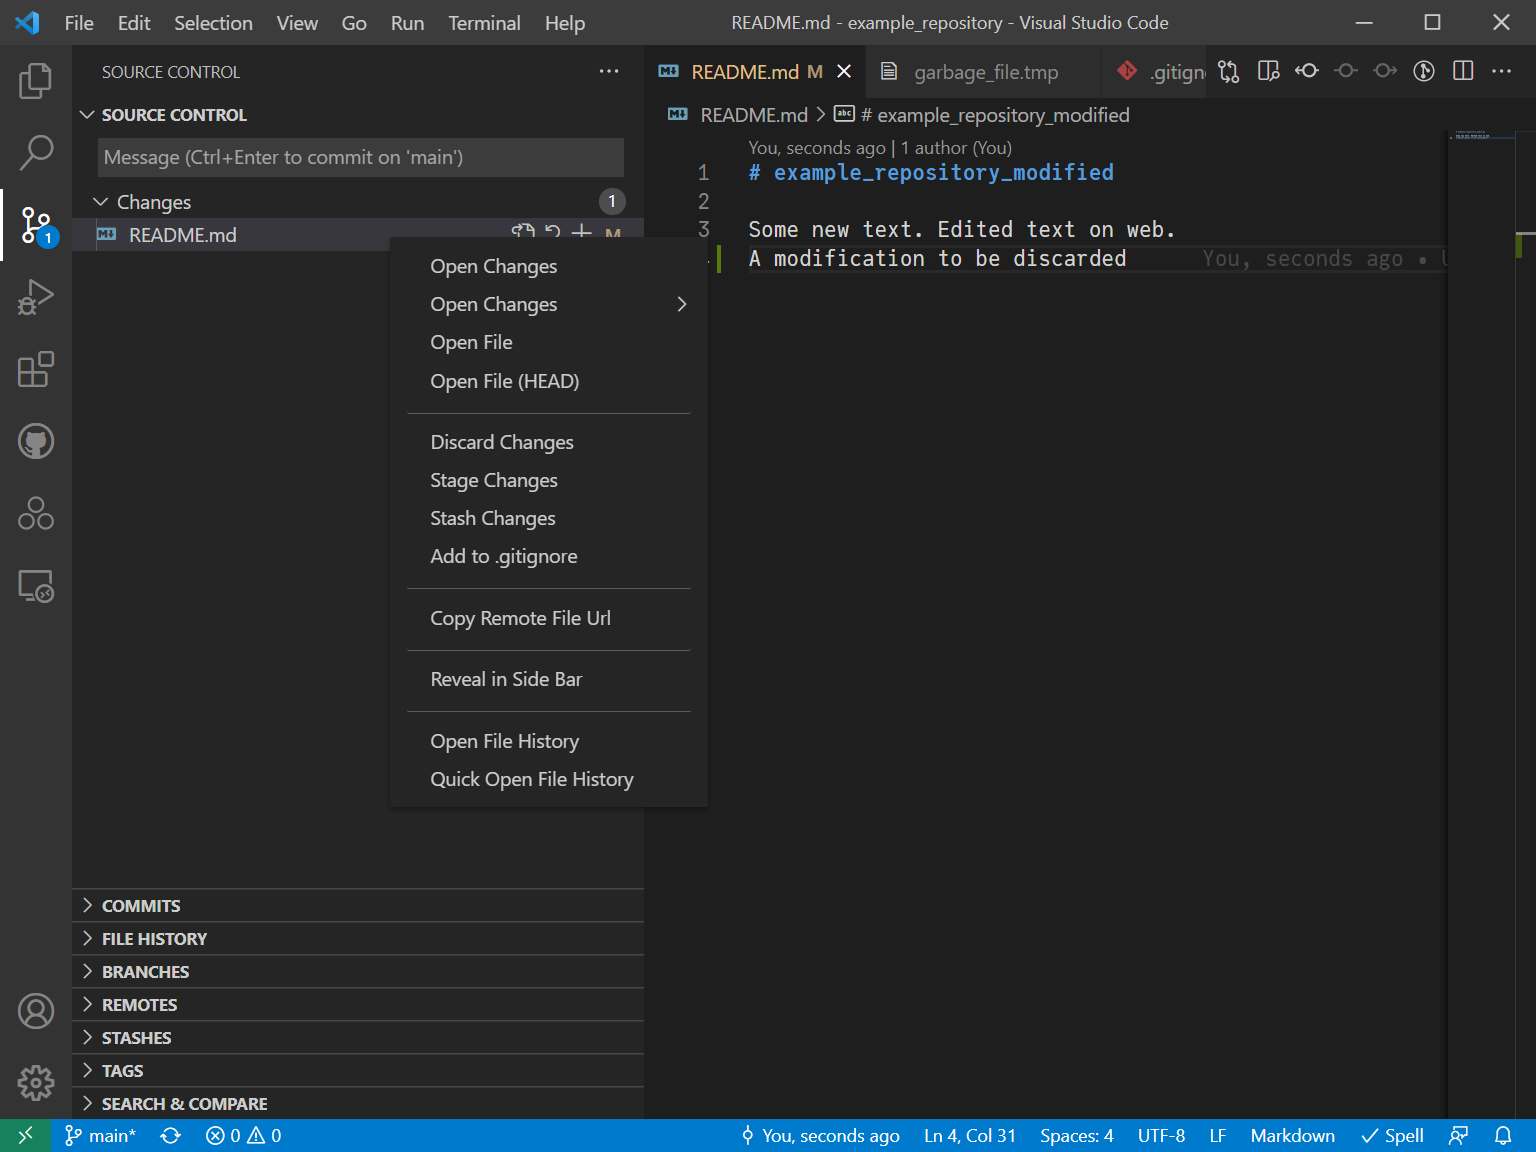 File Edit Selection View Go Run Terminal Help README.md - example_repository - Visual Studio Code
SOURCE CONTROL
README.md M garbage_file.tmp .gitign
SOURCE CONTROL
README.md > # example_repository_modified
Message (Ctrl+Enter to commit on 'main')
You, seconds ago | 1 author (You)
1 # example_repository_modified
Changes 1
2
README.md M
1
3 Some new text. Edited text on web.
A modification to be discarded You, seconds ago •
Open Changes
Open Changes
Open File
Open File (HEAD)
Discard Changes
Stage Changes
Stash Changes
Add to .gitignore
Copy Remote File Url
Reveal in Side Bar
Open File History
Quick Open File History
COMMITS
FILE HISTORY
BRANCHES
REMOTES
STASHES
TAGS
SEARCH & COMPARE
main* 0 0 You, seconds ago Ln 4, Col 31 Spaces: 4 UTF-8 LF Markdown Spell